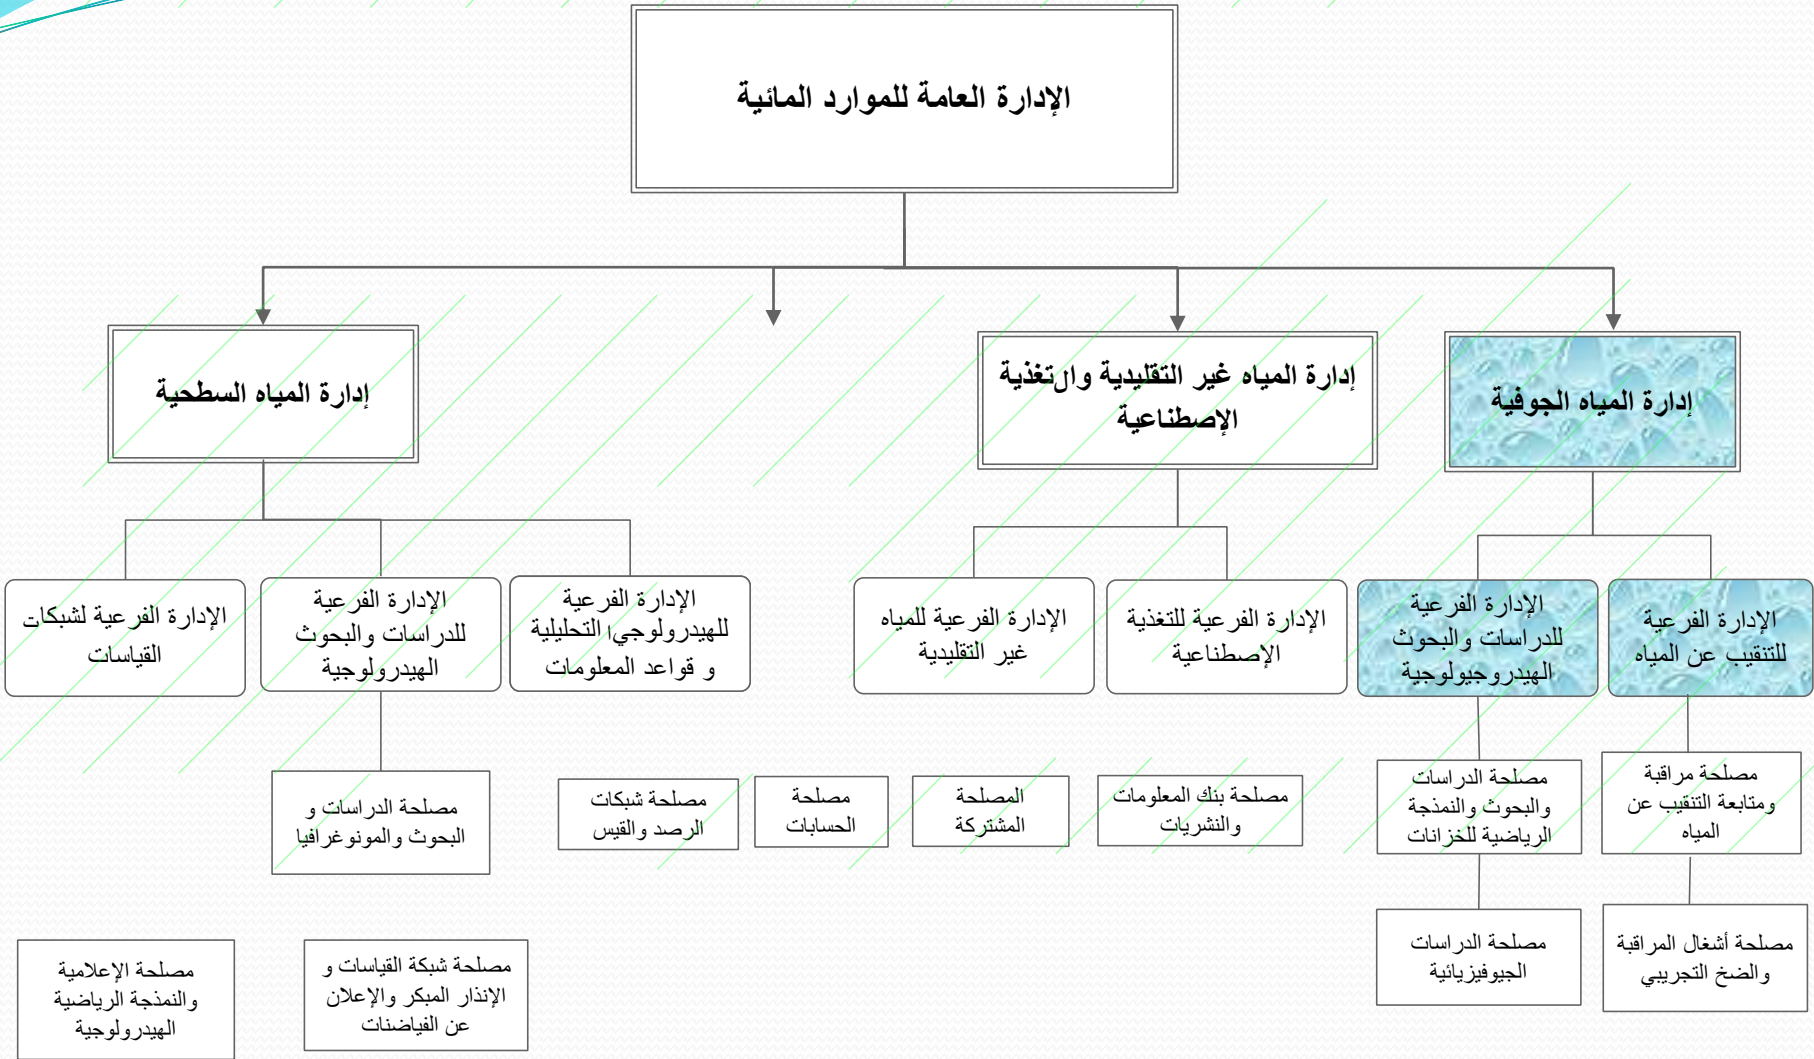 الإدارة العامة للموارد المائية
إدارة المياه الجوفية
إدارة المياه غير التقليدية والتغذية
الإصطناعية
إدارة المياه السطحية
الإدارة الفرعية
للتنقيب عن المياه
الإدارة الفرعية
للدراسات والبحوث
الهيدروجيولوجية
الإدارة الفرعية للتغذية
الإصطناعية
الإدارة الفرعية للمياه
غير التقليدية
الإدارة الفرعية
للهيدرولوجيا التحليلية
و قواعد المعلومات
الإدارة الفرعية
للدراسات والبحوث
الهيدرولوجية
الإدارة الفرعية لشبكات
القياسات
مصلحة مراقبة
ومتابعة التنقيب عن
المياه
مصلحة الدراسات
والبحوث والنمذجة
الرياضية للخزانات
مصلحة بنك المعلومات
والنشريات
المصلحة
المشتركة
مصلحة
الحسابات
مصلحة شبكات
الرصد والقيس
مصلحة الدراسات و
البحوث والمونوغرافيا
مصلحة أشغال المراقبة
والضخ التجريبي
مصلحة الدراسات
الجيوفيزيائية
مصلحة شبكة القياسات و
الإنذار المبكر والإعلان
عن الفياضنات
مصلحة الإعلامية
والنمذجة الرياضية
الهيدرولوجية